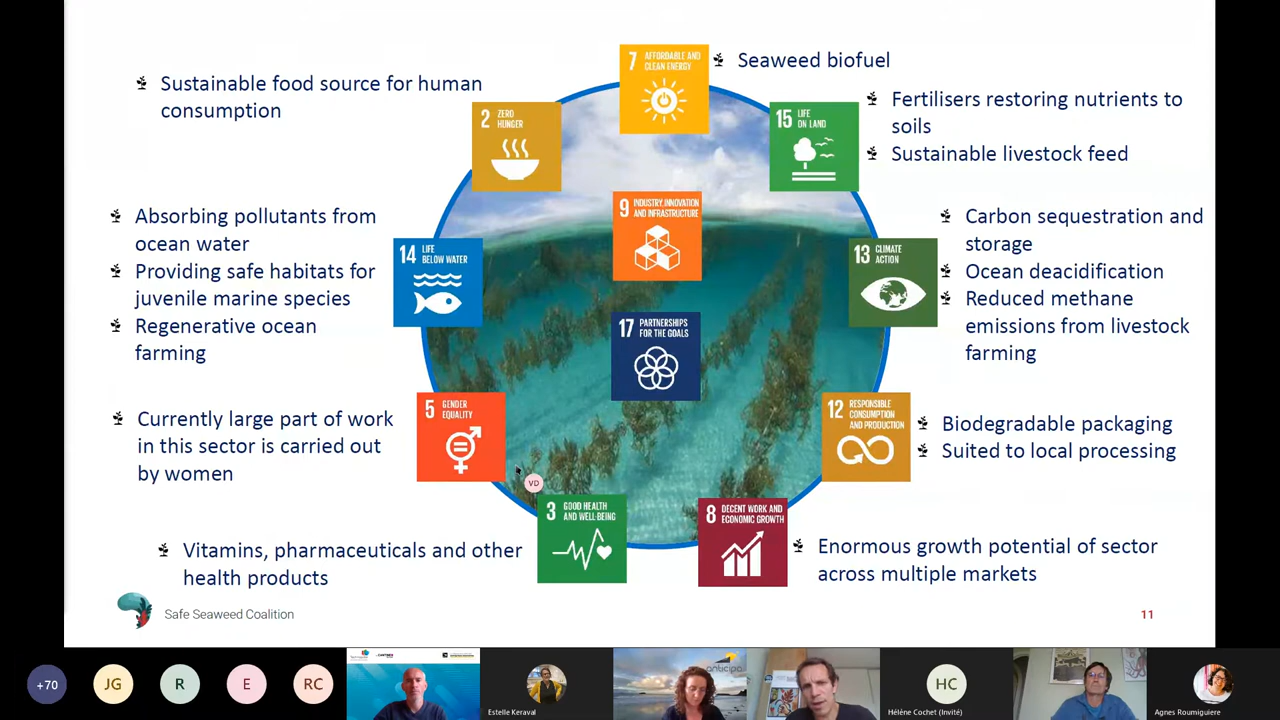 7 AFFORDABLE AND
CLEAN ENERGY
Seaweed biofuel
Sustainable food source for human
consumption
2 ZERO
HUNGER
15 LIFE
ON LAND
Fertilisers restoring nutrients to
soils
Sustainable livestock feed
9 INDUSTRY, INNOVATION
AND INFRASTRUCTURE
Absorbing pollutants from
ocean water
Providing safe habitats for
juvenile marine species
Regenerative ocean
farming
14 LIFE
BELOW WATER
13 CLIMATE
ACTION
Carbon sequestration and
storage
Ocean deacidification
Reduced methane
emissions from livestock
farming
17 PARTNERSHIPS
FOR THE GOALS
Currently large part of work
in this sector is carried out
by women
5 GENDER
EQUALITY
12 RESPONSIBLE
CONSUMPTION
AND PRODUCTION
Biodegradable packaging
Suited to local processing
VD
Vitamins, pharmaceuticals and other
health products
3 GOOD HEALTH
AND WELL-BEING
8 DECENT WORK AND
ECONOMIC GROWTH
Enormous growth potential of sector
across multiple markets
Safe Seaweed Coalition
11
+70
JG
R
E
RC
Estelle Keraval
anticipa
HC
Hélène Cochet (Invité)
Agnes Roumiguiere